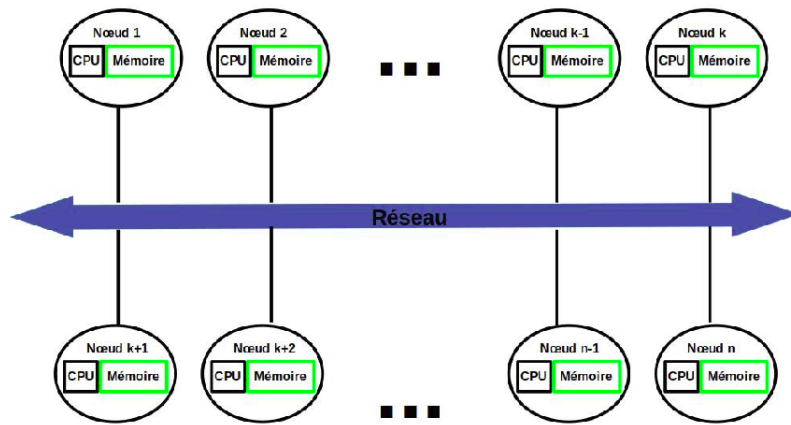 Nœud 1
CPU Mémoire
Nœud 2
CPU Mémoire
Nœud k-1
CPU Mémoire
Nœud k
CPU Mémoire
Réseau
Nœud k+1
CPU Mémoire
Nœud k+2
CPU Mémoire
Nœud n-1
CPU Mémoire
Nœud n
CPU Mémoire